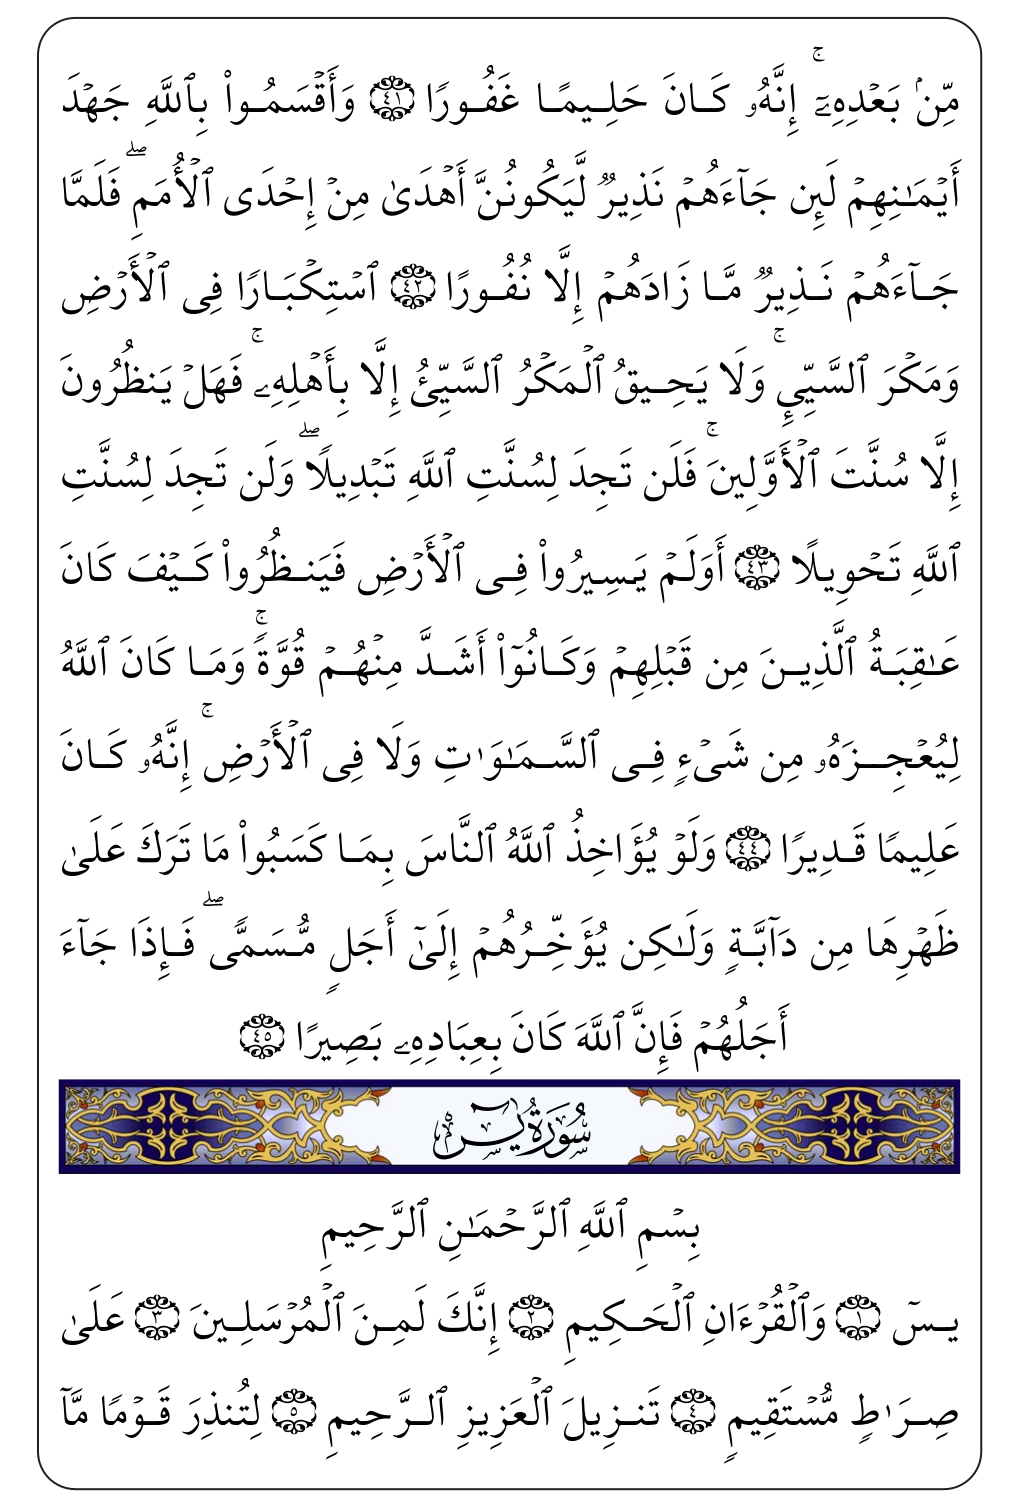 مِّنۢ بَعۡدِهِۦٓۚ إِنَّهُۥ كَانَ حَلِيمًا غَفُورًا ٤١ وَأَقۡسَمُواْ بِٱللَّهِ جَهۡدَ
أَيۡمَٰنِهِمۡ لَئِن جَآءَهُمۡ نَذِيرٞ لَّيَكُونُنَّ أَهۡدَىٰ مِنۡ إِحۡدَى ٱلۡأُمَمِۖ فَلَمَّا
جَآءَهُمۡ نَذِيرٞ مَّا زَادَهُمۡ إِلَّا نُفُورًا ٤٢ ٱسۡتِكۡبَارًا فِي ٱلۡأَرۡضِ
وَمَكۡرَ ٱلسَّيِّيِٕۚ وَلَا يَحِيقُ ٱلۡمَكۡرُ ٱلسَّيِّئُ إِلَّا بِأَهۡلِهِۦۚ فَهَلۡ يَنظُرُونَ
إِلَّا سُنَّتَ ٱلۡأَوَّلِينَۚ فَلَن تَجِدَ لِسُنَّتِ ٱللَّهِ تَبۡدِيلٗاۖ وَلَن تَجِدَ لِسُنَّتِ
ٱللَّهِ تَحۡوِيلًا ٤٣ أَوَلَمۡ يَسِيرُواْ فِي ٱلۡأَرۡضِ فَيَنظُرُواْ كَيۡفَ كَانَ
عَٰقِبَةُ ٱلَّذِينَ مِن قَبۡلِهِمۡ وَكَانُوٓاْ أَشَدَّ مِنۡهُمۡ قُوَّةٗۚ وَمَا كَانَ ٱللَّهُ
لِيُعۡجِزَهُۥ مِن شَيۡءٖ فِي ٱلسَّمَٰوَٰتِ وَلَا فِي ٱلۡأَرۡضِۚ إِنَّهُۥ كَانَ
عَلِيمٗا قَدِيرٗا ٤٤ وَلَوۡ يُؤَاخِذُ ٱللَّهُ ٱلنَّاسَ بِمَا كَسَبُواْ مَا تَرَكَ عَلَىٰ
ظَهۡرِهَا مِن دَآبَّةٖ وَلَٰكِن يُؤَخِّرُهُمۡ إِلَىٰٓ أَجَلٖ مُّسَمّٗىۖ فَإِذَا جَآءَ
أَجَلُهُمۡ فَإِنَّ ٱللَّهَ كَانَ بِعِبَادِهِۦ بَصِيرَۢا ٤٥
سُورَةُ يسٓ
بِسۡمِ ٱللَّهِ ٱلرَّحۡمَٰنِ ٱلرَّحِيمِ
يسٓ ١ وَٱلۡقُرۡءَانِ ٱلۡحَكِيمِ ٢ إِنَّكَ لَمِنَ ٱلۡمُرۡسَلِينَ ٣ عَلَىٰ
صِرَٰطٖ مُّسۡتَقِيمٖ ٤ تَنزِيلَ ٱلۡعَزِيزِ ٱلرَّحِيمِ ٥ لِتُنذِرَ قَوۡمٗا مَّآ